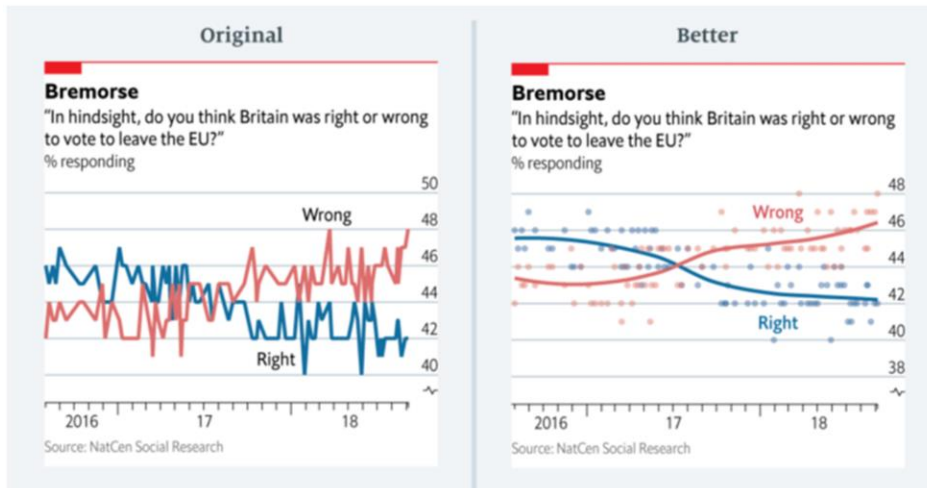 Original
Bremorse
“In hindsight, do you think Britain was right or wrong
to vote to leave the EU?”
% responding
50
48
46
44
42
40
Wrong
Right
2016 17 18
Source: NatCen Social Research
Better
Bremorse
“In hindsight, do you think Britain was right or wrong
to vote to leave the EU?”
% responding
48
46
44
42
40
38
Wrong
Right
2016 17 18
Source: NatCen Social Research